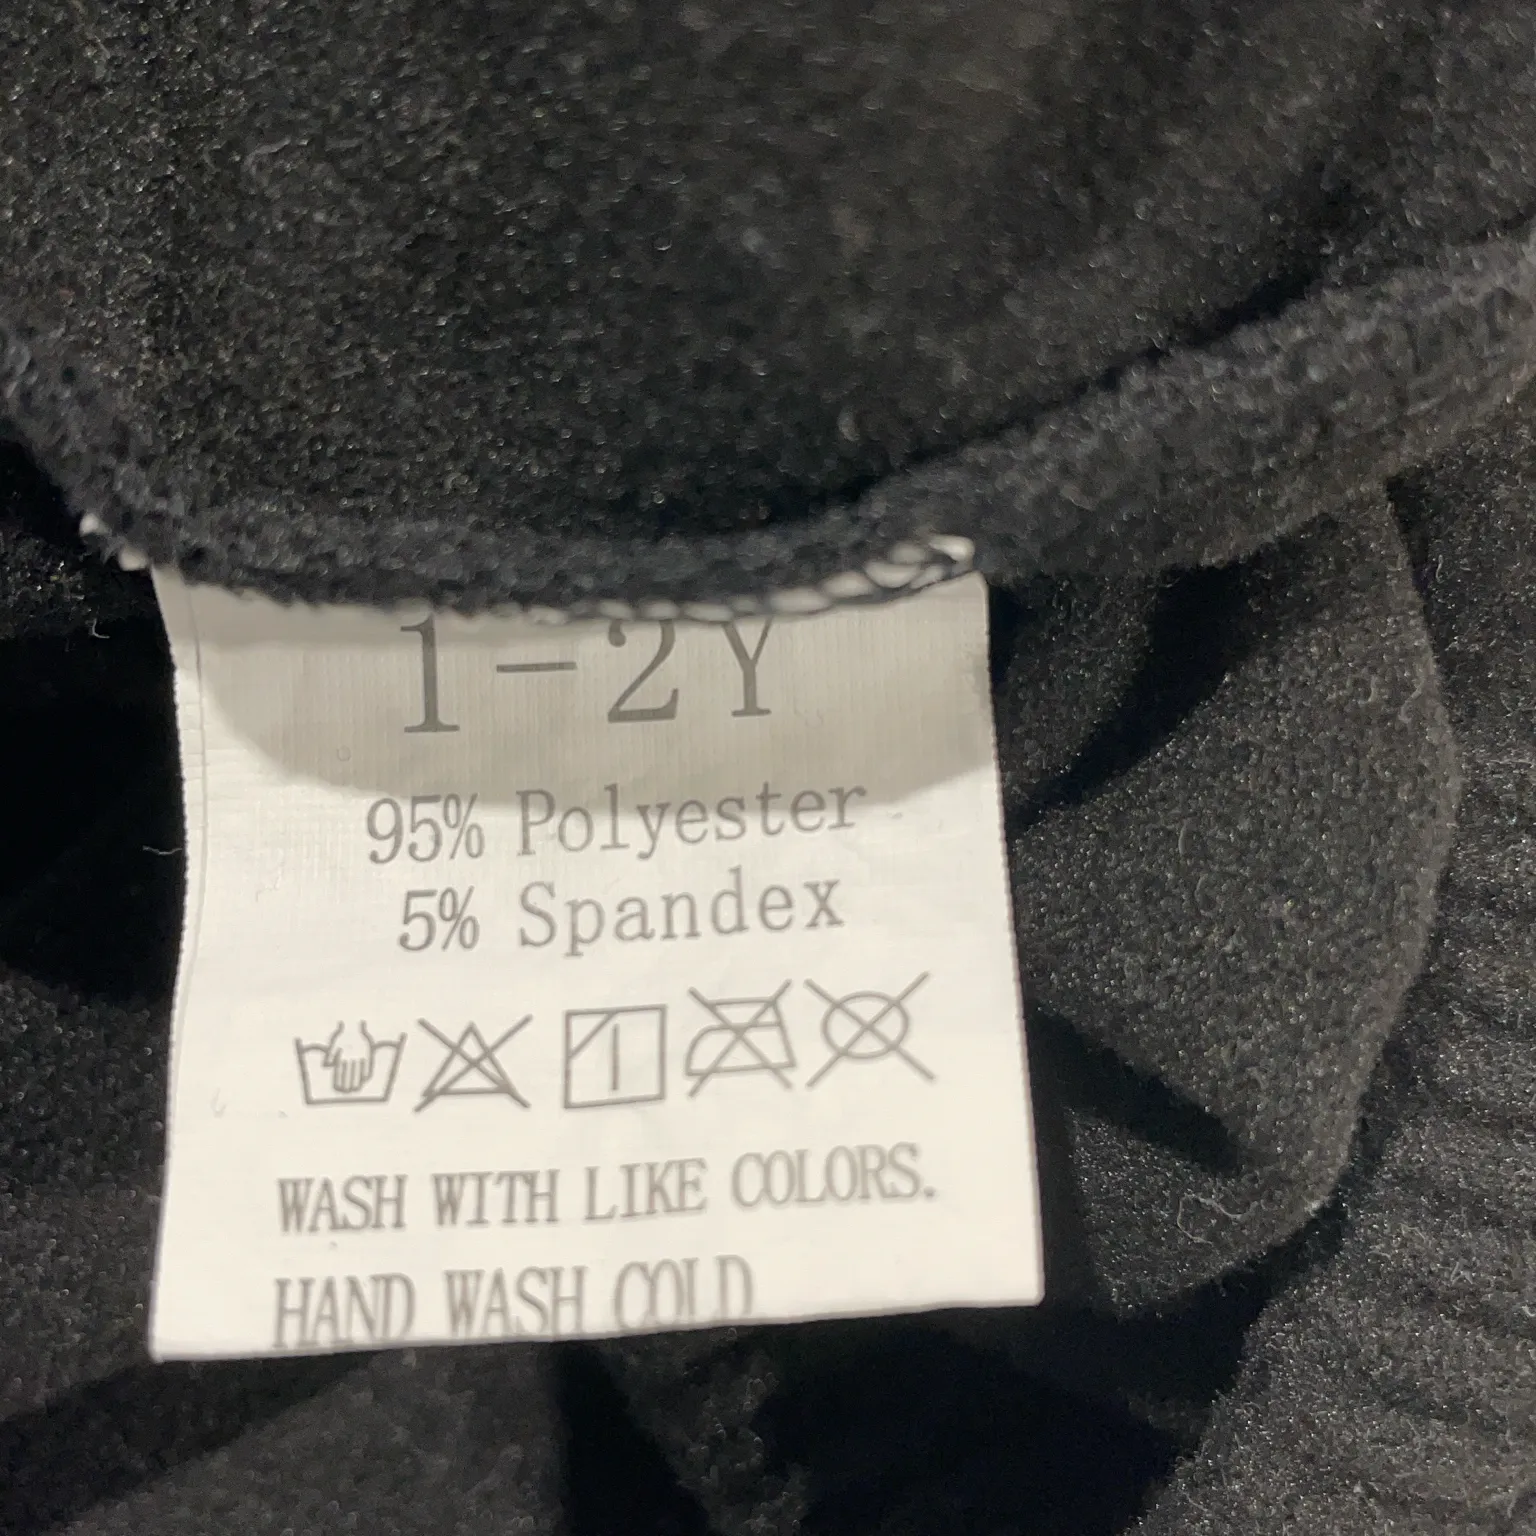 1-2Y
95% Polyester
5% Spandex
WASH WITH LIKE COLORS.
HAND WASH COLD